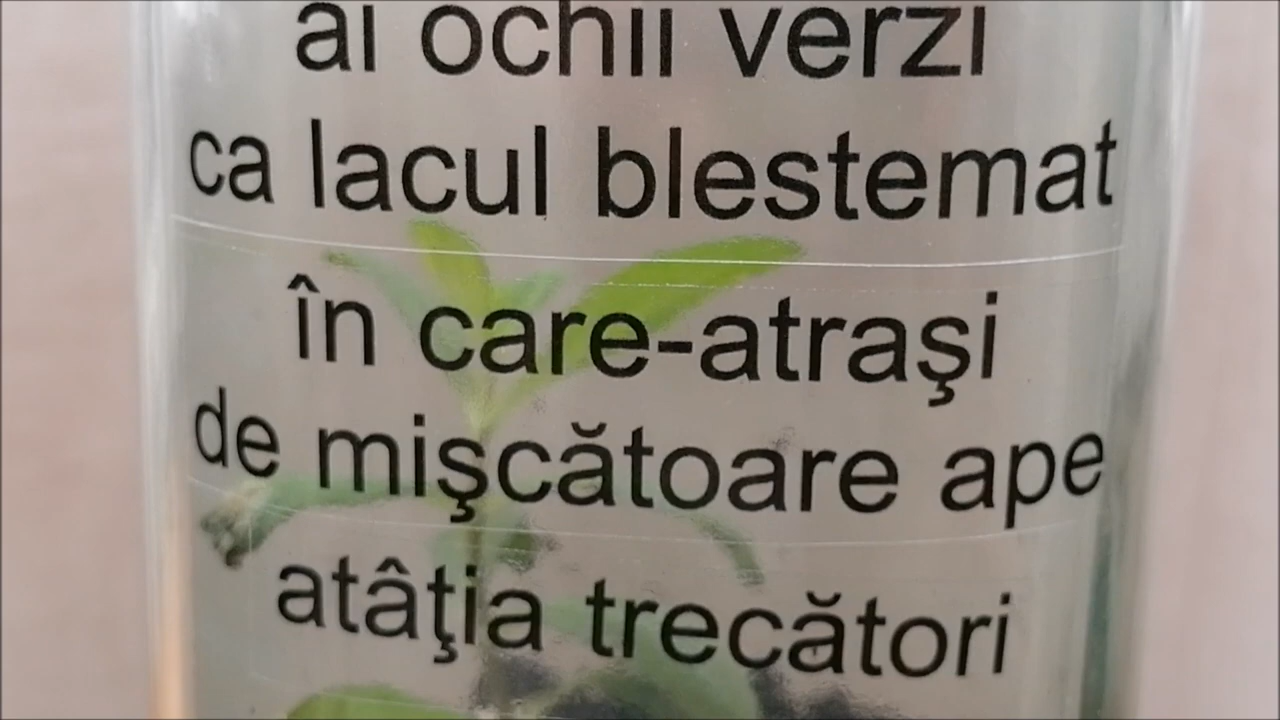 ai ochii verzi
ca lacul blestemat
în care-atraşi
de mişcătoare ape
atâţia trecători